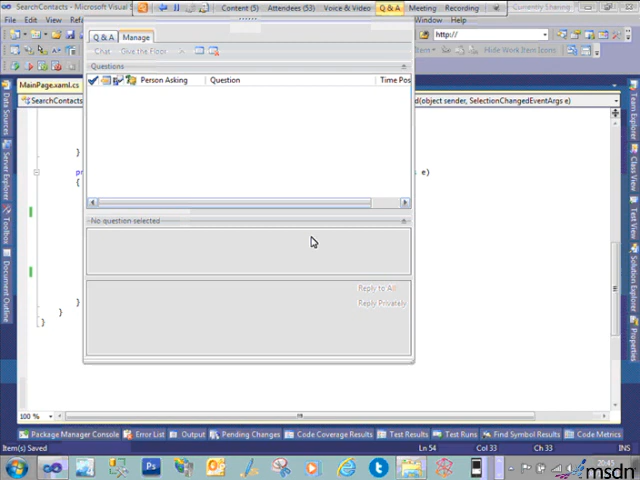 SearchContacts - Microsoft Visual S
Content (5) Attendees (53) Voice & Video Q & A Meeting Recording Currently Sharing
Window Help
http://
Q & A Manage
Chat Give the Floor
Hide Work Item Icons
Questions
MainPage.xaml.cs
Person Asking Question Time Pos
SearchCon
d(object sender, SelectionChangedEventArgs e)
}
pr
s e)
{
No question selected
Reply to All
Reply Privately
}
}
}
Data Sources
Server Explorer
Toolbox
Document Outline
Team Explorer
Class View
Test View
Solution Explorer
Properties
100 %
Package Manager Console Error List Output Pending Changes Code Coverage Results Test Results Test Runs Find Symbol Results Code Metrics
Item(s) Saved Ln 54 Col 33 Ch 33 INS
20:45
msdn